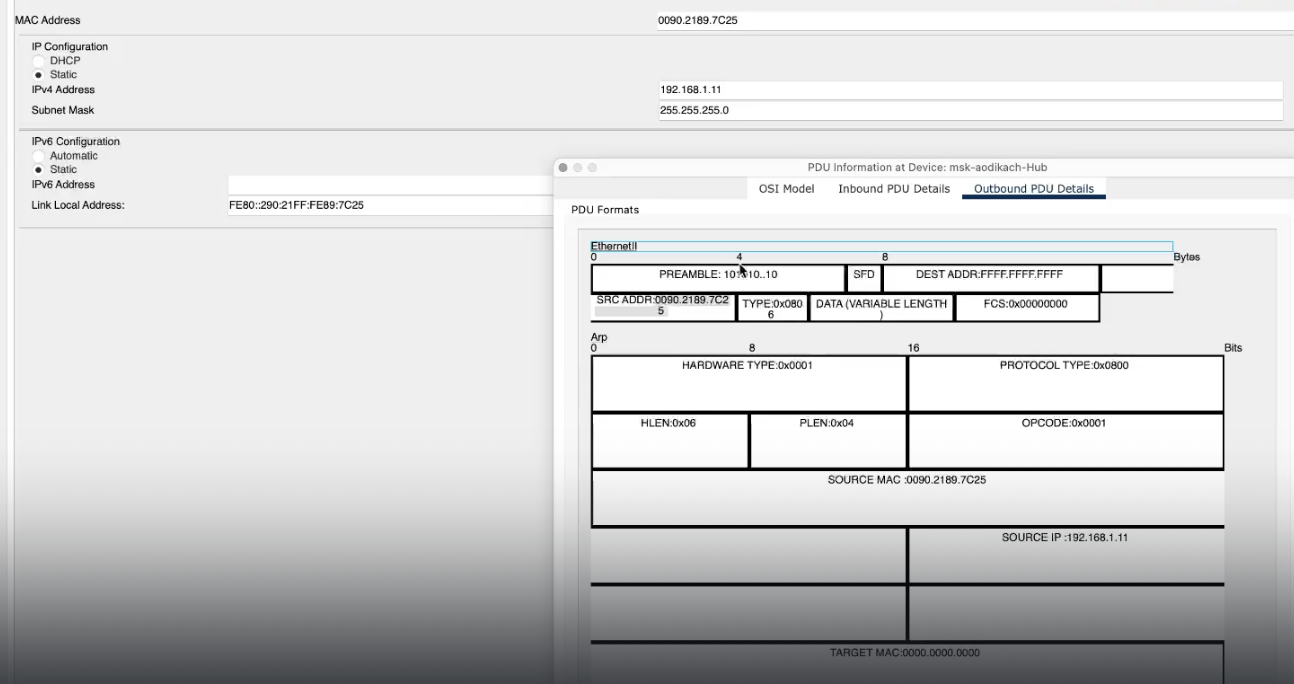 MAC Address 0090.2189.7C25
IP Configuration
DHCP
Static
IPv4 Address 192.168.1.11
Subnet Mask 255.255.255.0
IPv6 Configuration
Automatic
Static
IPv6 Address
Link Local Address: FE80::290:21FF:FE89:7C25
PDU Information at Device: msk-aodikach-Hub
OSI Model Inbound PDU Details Outbound PDU Details
PDU Formats
EthernetII
0 4 8 Bytes
PREAMBLE: 101010..10 SFD DEST ADDR:FFFF.FFFF.FFFF
SRC ADDR:0090.2189.7C2
5
TYPE:0x080
6
DATA (VARIABLE LENGTH
)
FCS:0x00000000
Arp
0 8 16 Bits
HARDWARE TYPE:0x0001 PROTOCOL TYPE:0x0800
HLEN:0x06 PLEN:0x04 OPCODE:0x0001
SOURCE MAC :0090.2189.7C25
SOURCE IP :192.168.1.11
TARGET MAC:0000.0000.0000